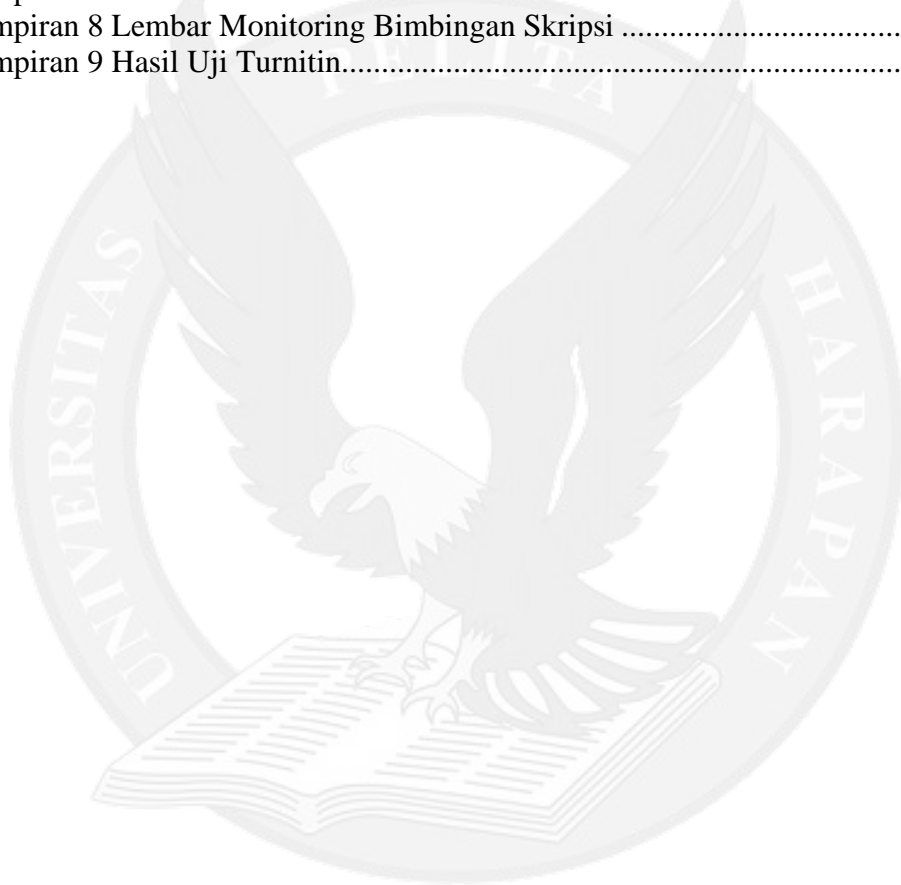 mpiran 8 Lembar Monitoring Bimbingan Skripsi ...................................
mpiran 9 Hasil Uji Turnitin......................................................................
UNIVERSITAS PELITA HARAPAN